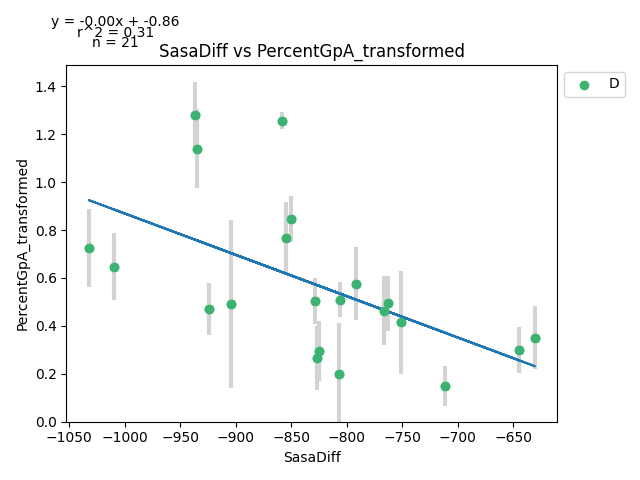 y = -0.00x + -0.86
r^2 = 0.31
n = 21
SasaDiff vs PercentGpA_transformed
D
PercentGpA_transformed
1.4
1.2
1.0
0.8
0.6
0.4
0.2
0.0
−1050 −1000 −950 −900 −850 −800 −750 −700 −650
SasaDiff